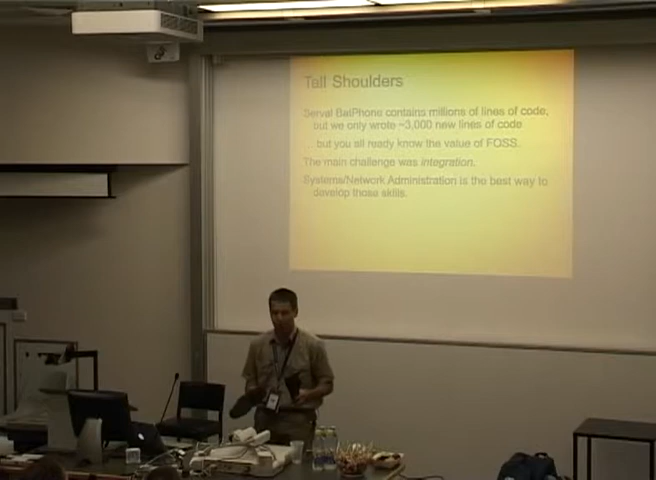 Tall Shoulders
Serval BatPhone contains millions of lines of code,
but we only wrote ~3,000 new lines of code
... but you all ready know the value of FOSS.
The main challenge was integration.
Systems/Network Administration is the best way to
develop those skills.